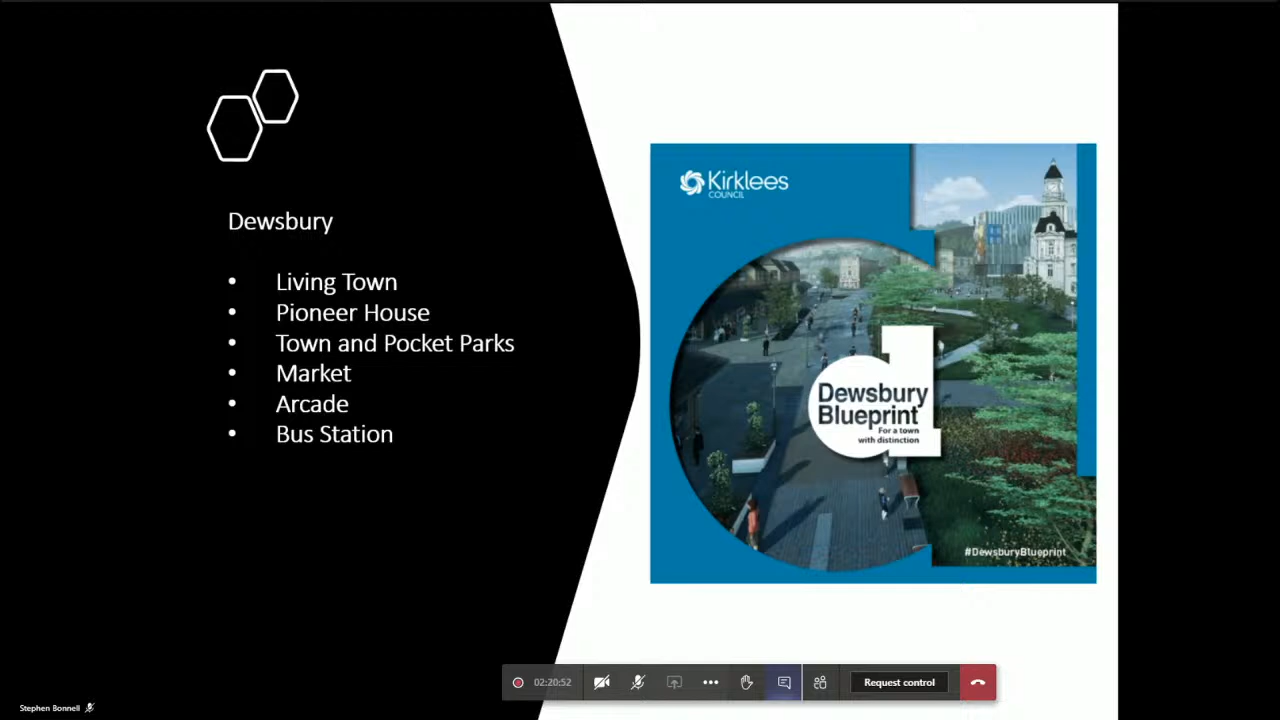 Dewsbury
• Living Town
• Pioneer House
• Town and Pocket Parks
• Market
• Arcade
• Bus Station
Kirklees
COUNCIL
Dewsbury
Blueprint
For a town
with distinction
#DewsburyBlueprint
02:20:52
Request control
Stephen Bonnell